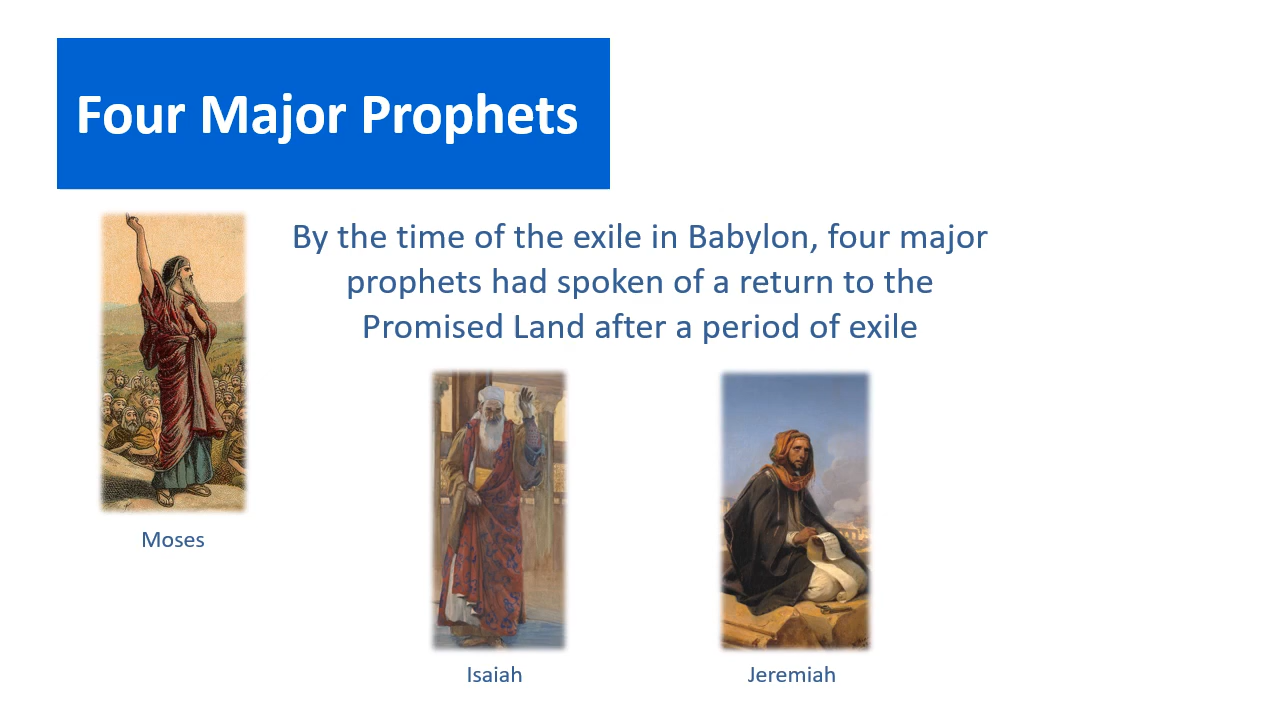 Four Major Prophets
By the time of the exile in Babylon, four major
prophets had spoken of a return to the
Promised Land after a period of exile
Moses
Isaiah
Jeremiah